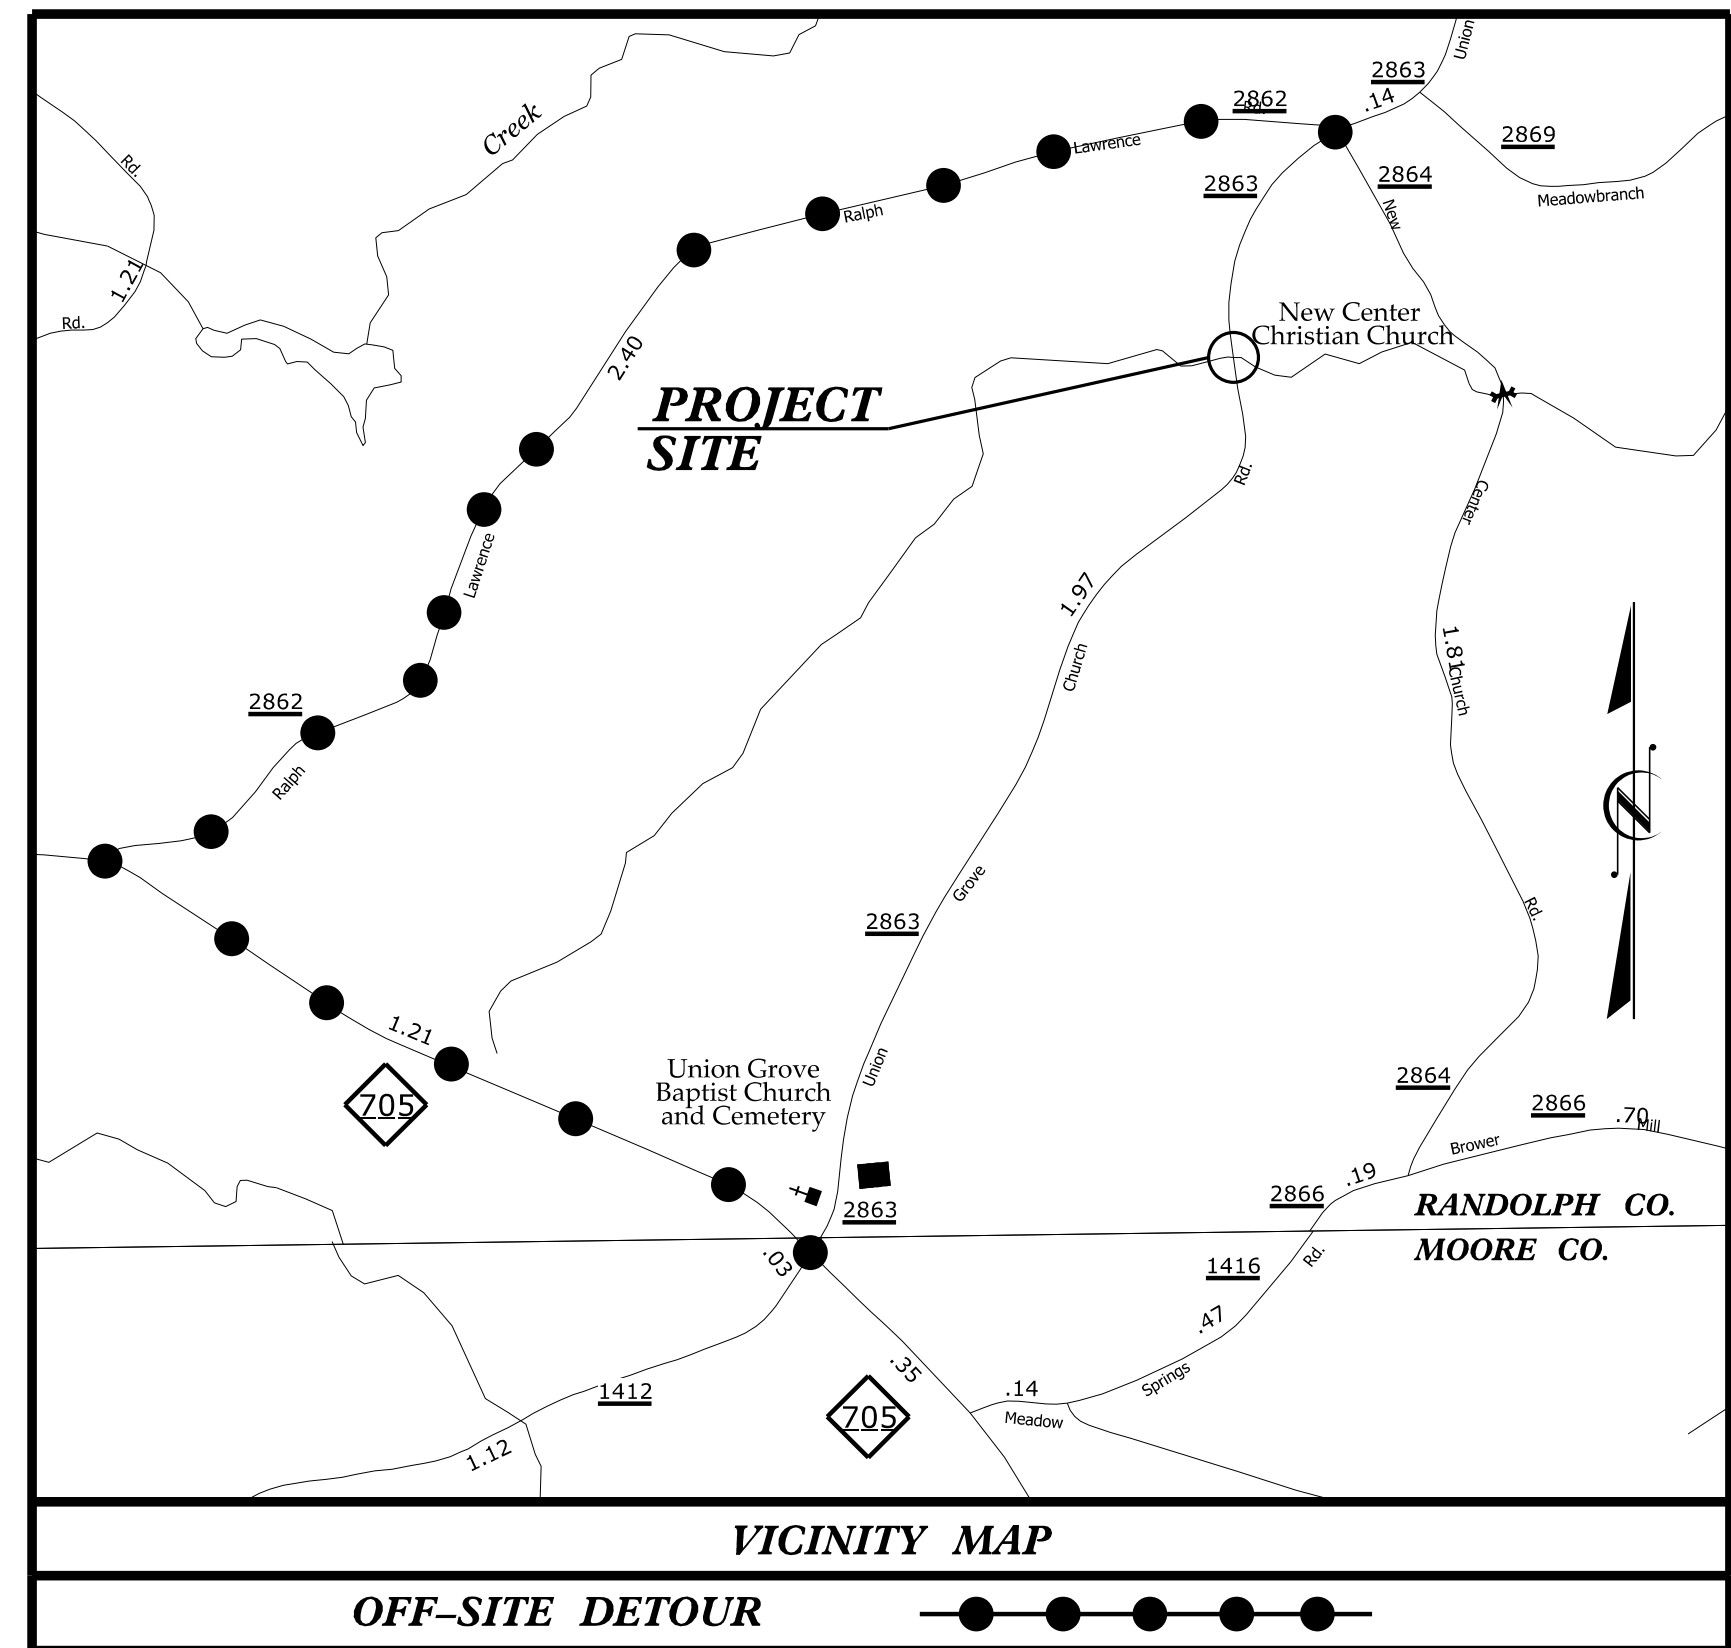 Union
2863
.14
2862
Rd.
Creek
2869
Lawrence
Rd.
2863
2864
Meadowbranch
New
Ralph
1.21
Rd.
New Center
Christian Church
2.40
PROJECT
SITE
Rd.
Center
Lawrence
1.97
1.81
Church
Church
2862
Ralph
Grove
2863
Rd.
N
1.21
Union
Union Grove
Baptist Church
and Cemetery
705
2864
2866
.70
Mill
Brower
.19
2866
2863
RANDOLPH CO.
MOORE CO.
.03
Rd.
1416
.47
.35
Springs
.14
Meadow
1412
705
1.12
VICINITY MAP
OFF-SITE DETOUR